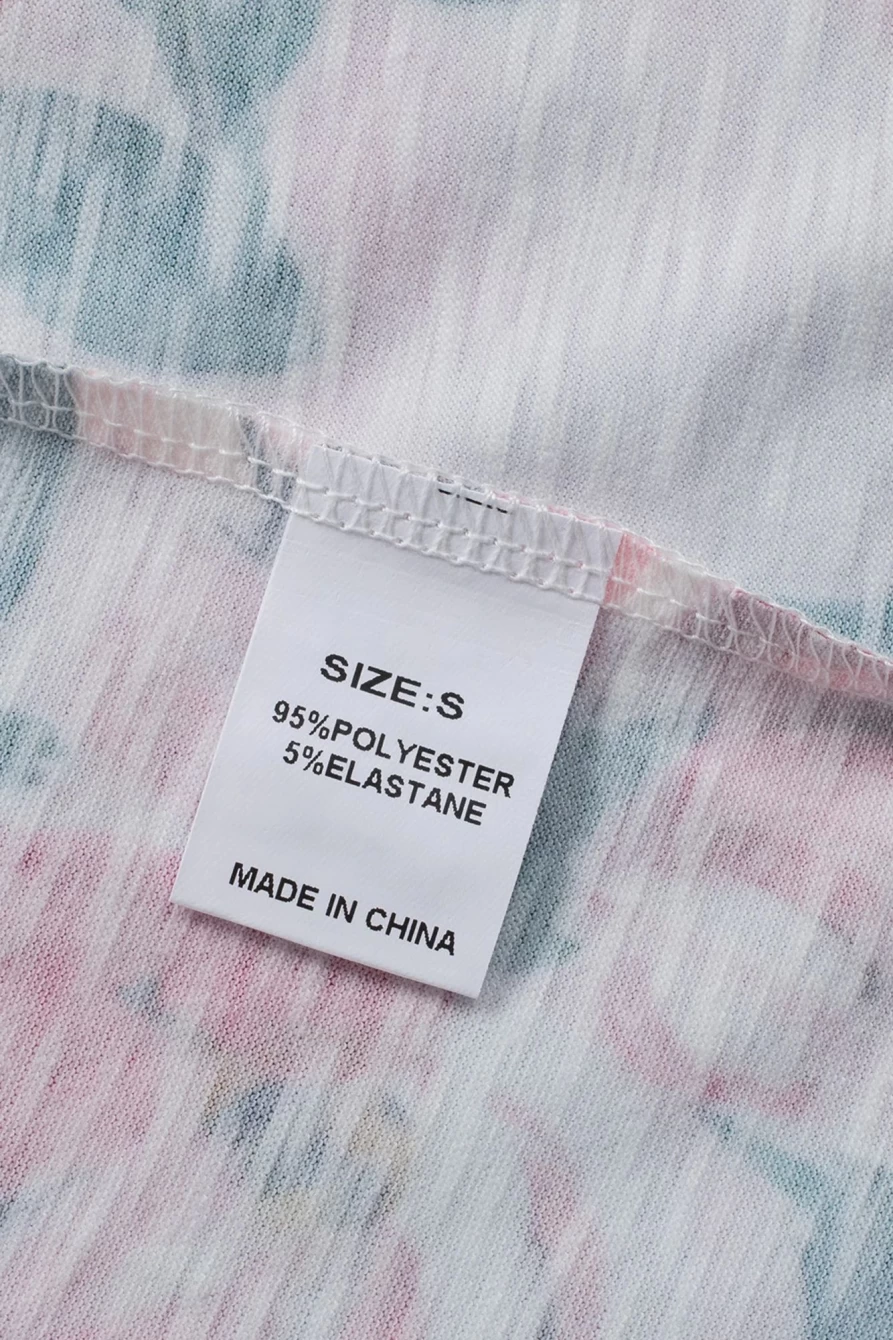 SIZE:S
95%POLYESTER
5%ELASTANE
MADE IN CHINA